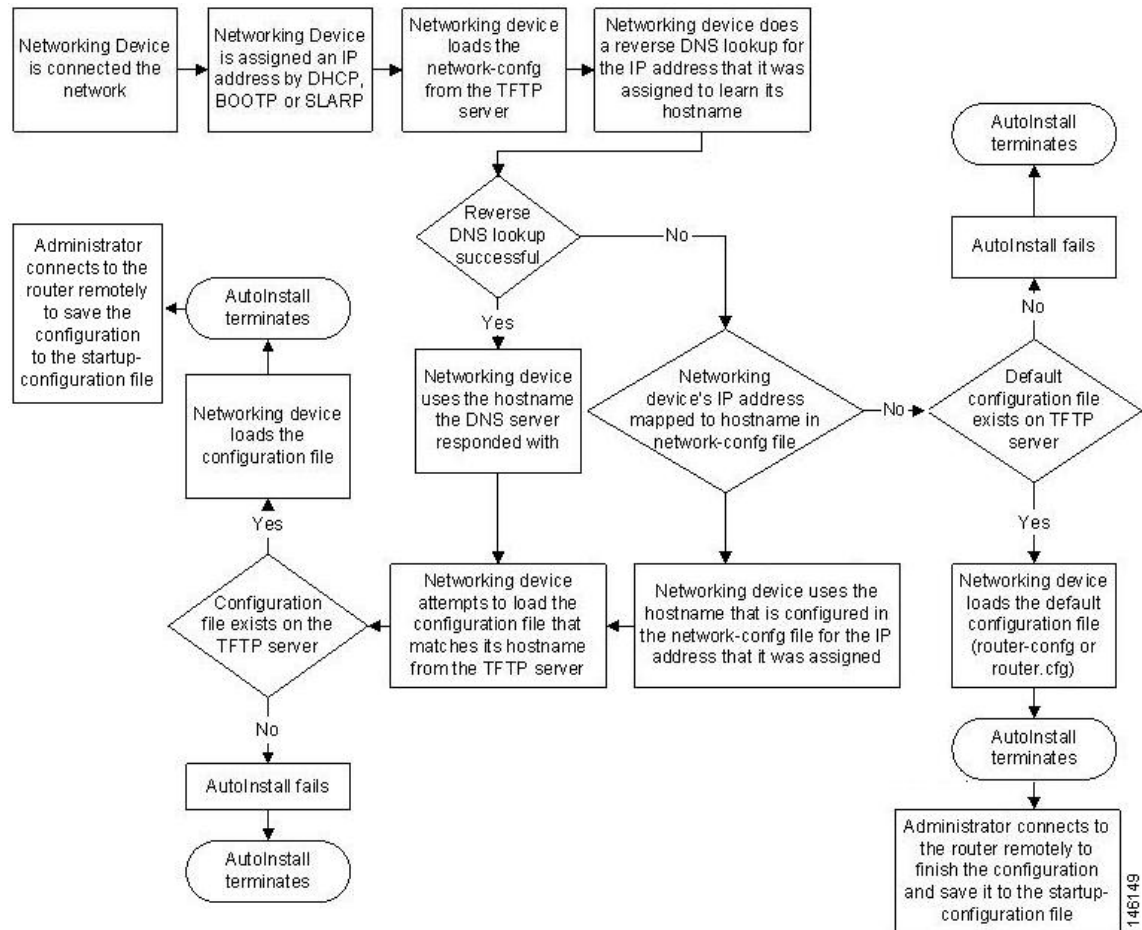 Networking Device
is connected the
network
Networking Device
is assigned an IP
address by DHCP,
BOOTP or SLARP
Networking device
loads the
network-confg
from the TFTP
server
Networking device does
a reverse DNS lookup for
the IP address that it was
assigned to learn its
hostname
AutoInstall
terminates
Reverse
DNS lookup
successful
No
AutoInstall fails
Administrator
connects to the
router remotely
to save the
configuration
to the startup-
configuration file
AutoInstall
terminates
Yes
No
Networking device
loads the
configuration file
Networking device
uses the hostname
the DNS server
responded with
Networking
device's IP address
mapped to hostname in
network-confg file
No
Default
configuration file
exists on TFTP
server
Yes
Yes
Configuration
file exists on the
TFTP server
Networking device
attempts to load the
configuration file that
matches its hostname
from the TFTP server
Networking device uses the
hostname that is configured in
the network-confg file for the IP
address that it was assigned
Networking device
loads the default
configuration file
(router-confg or
router.cfg)
No
AutoInstall fails
AutoInstall
terminates
AutoInstall
terminates
Administrator connects to
the router remotely to
finish the configuration
and save it to the startup-
configuration file
146149